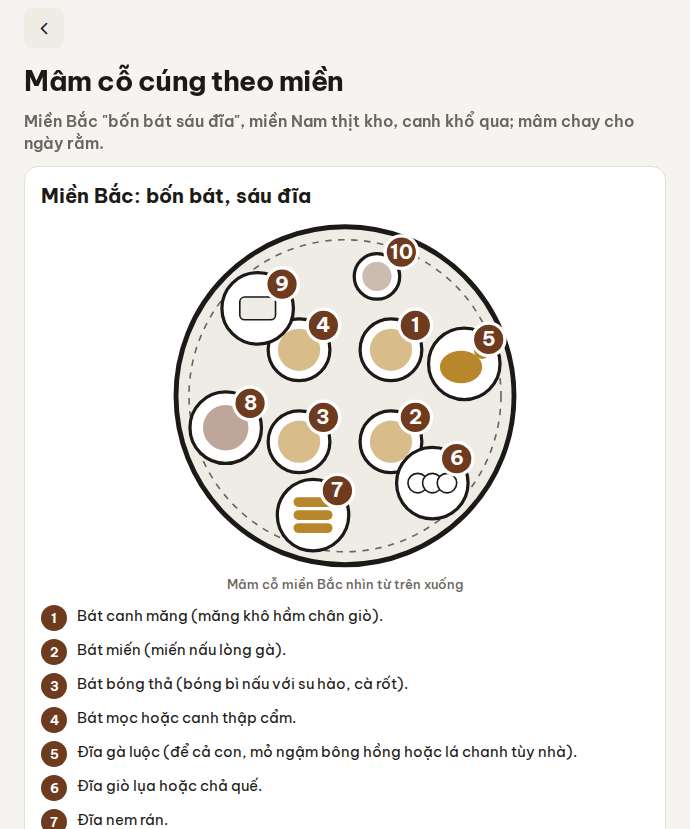 Mâm cỗ cúng theo miền
Miền Bắc "bốn bát sáu đĩa", miền Nam thịt kho, canh khổ qua; mâm chay cho
ngày rằm.
Miền Bắc: bốn bát, sáu đĩa
10
9
4
1
5
8
3
2
6
7
Mâm cỗ miền Bắc nhìn từ trên xuống
1 Bát canh măng (măng khô hầm chân giò).
2 Bát miến (miến nấu lòng gà).
3 Bát bóng thả (bóng bì nấu với su hào, cà rốt).
4 Bát mọc hoặc canh thập cẩm.
5 Đĩa gà luộc (để cả con, mỏ ngậm bông hồng hoặc lá chanh tùy nhà).
6 Đĩa giò lụa hoặc chả quế.
7 Đĩa nem rán.